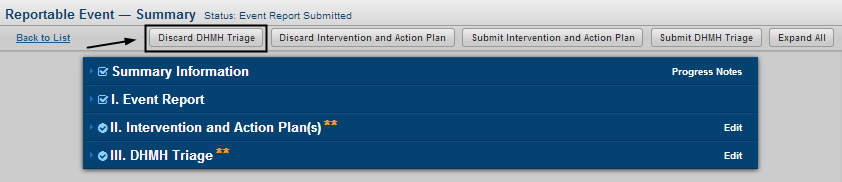 Reportable Event — Summary Status: Event Report Submitted
Back to List Discard DHMH Triage Discard Intervention and Action Plan Submit Intervention and Action Plan Submit DHMH Triage Expand All
Summary Information Progress Notes
I. Event Report
II. Intervention and Action Plan(s) ** Edit
III. DHMH Triage ** Edit